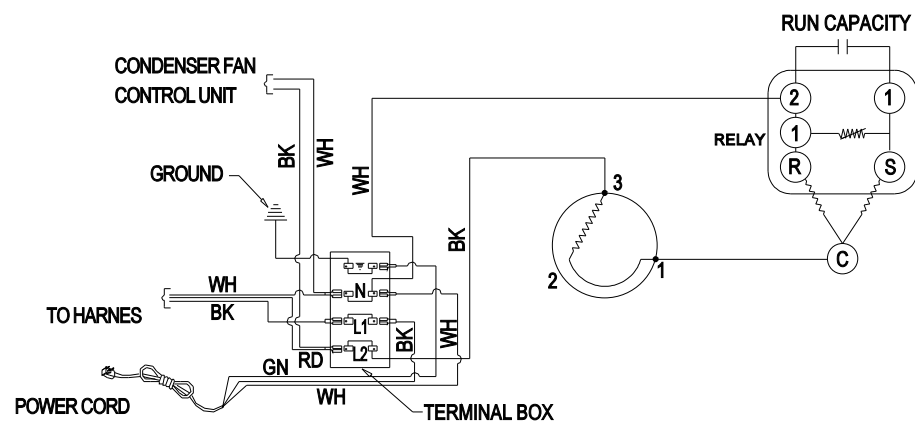 RUN CAPACITY
CONDENSER FAN
CONTROL UNIT
2
1
1
RELAY
R
S
C
BK
WH
WH
GROUND
BK
3
2
1
N
L1
L2
WH
BK
TO HARNES
BK
WH
RD
GN
WH
POWER CORD
TERMINAL BOX